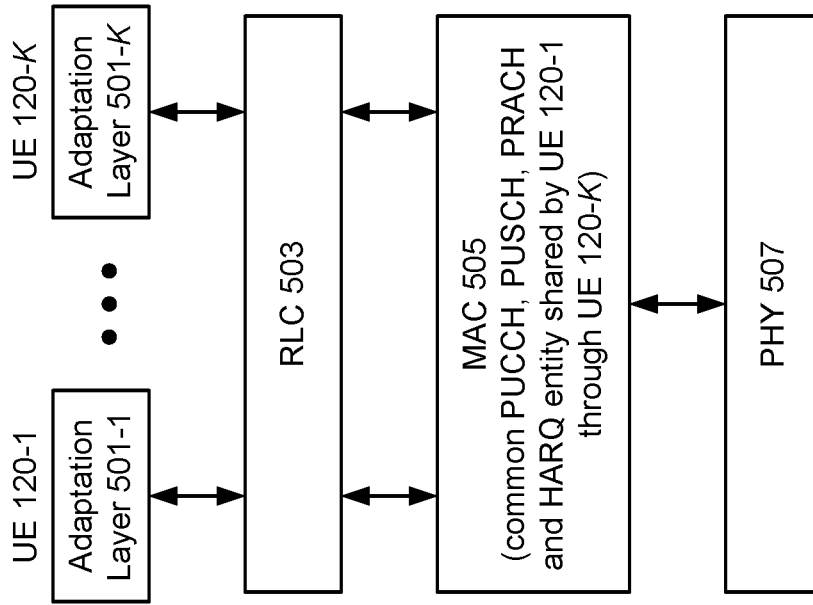 UE 120-1
UE 120-K
Adaptation
Layer 501-1
Adaptation
Layer 501-K
RLC 503
MAC 505
(common PUCCH, PUSCH, PRACH
and HARQ entity shared by UE 120-1
through UE 120-K)
PHY 507